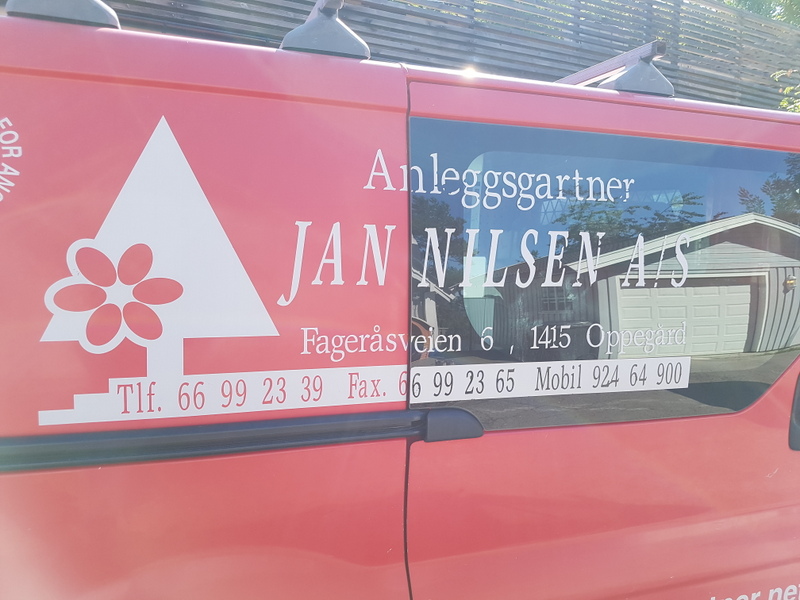 FOR
Anleggsgartner
JAN NILSEN A/S
Fageråsveien 6 , 1415 Oppegård
Tlf. 66 99 23 39 Fax. 66 99 23 65 Mobil 924 64 900